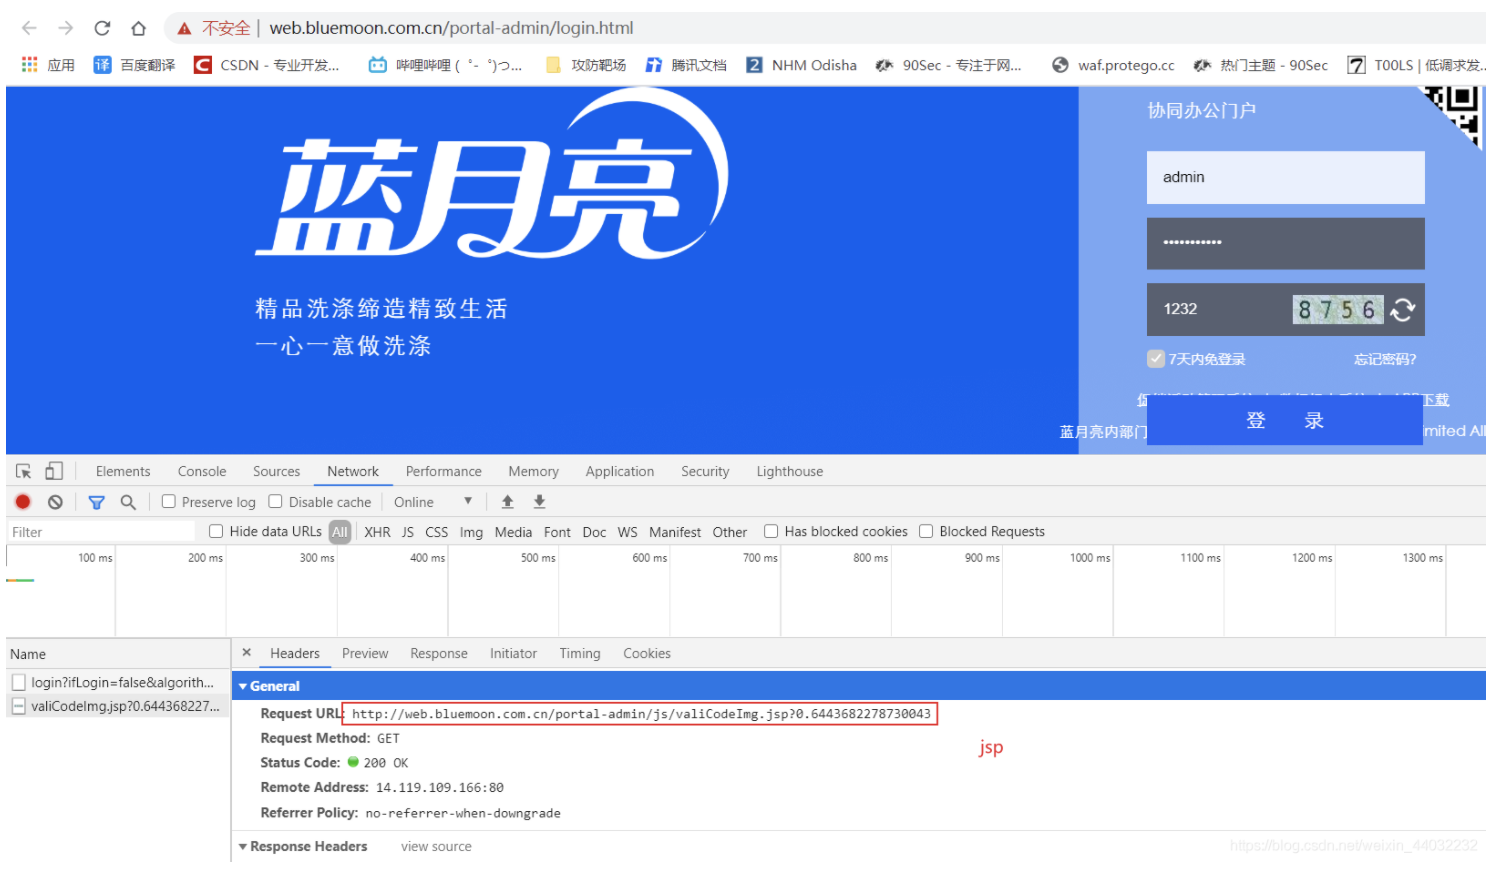 不安全 web.bluemoon.com.cn/portal-admin/login.html
应用 译 百度翻译 C CSDN - 专业开发... 哔哩哔哩 ( ゜- ゜)つ... 攻防靶场 腾讯文档 2 NHM Odisha 90Sec - 专注于网... waf.protego.cc 热门主题 - 90Sec 7 T00LS | 低调求发...
协同办公门户
蓝月亮
精品洗涤缔造精致生活
一心一意做洗涤
admin
•••••••••••
1232 8756
7天内免登录 忘记密码?
下载
登 录
蓝月亮内部门 imited All
Elements Console Sources Network Performance Memory Application Security Lighthouse
Preserve log Disable cache Online
Filter Hide data URLs All XHR JS CSS Img Media Font Doc WS Manifest Other Has blocked cookies Blocked Requests
100 ms 200 ms 300 ms 400 ms 500 ms 600 ms 700 ms 800 ms 900 ms 1000 ms 1100 ms 1200 ms 1300 ms
Name × Headers Preview Response Initiator Timing Cookies
login?ifLogin=false&algorith...
valiCodeImg.jsp?0.644368227...
General
Request URL: http://web.bluemoon.com.cn/portal-admin/js/valiCodeImg.jsp?0.6443682278730043
Request Method: GET
jsp
Status Code: 200 OK
Remote Address: 14.119.109.166:80
Referrer Policy: no-referrer-when-downgrade
Response Headers view source
https://blog.csdn.net/weixin_44032232